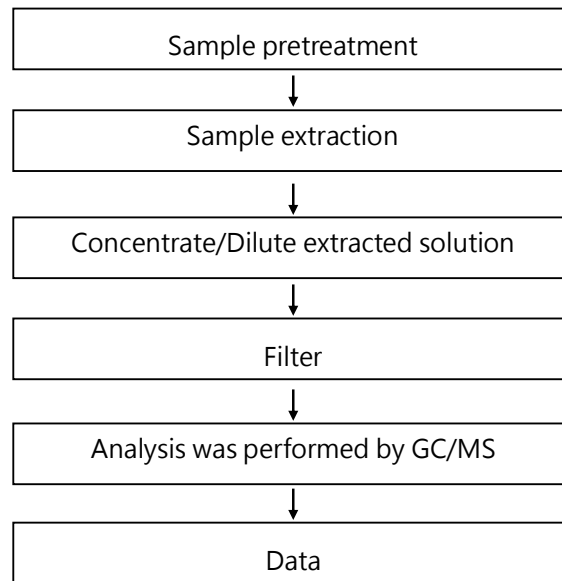 Sample pretreatment
Sample extraction
Concentrate/Dilute extracted solution
Filter
Analysis was performed by GC/MS
Data